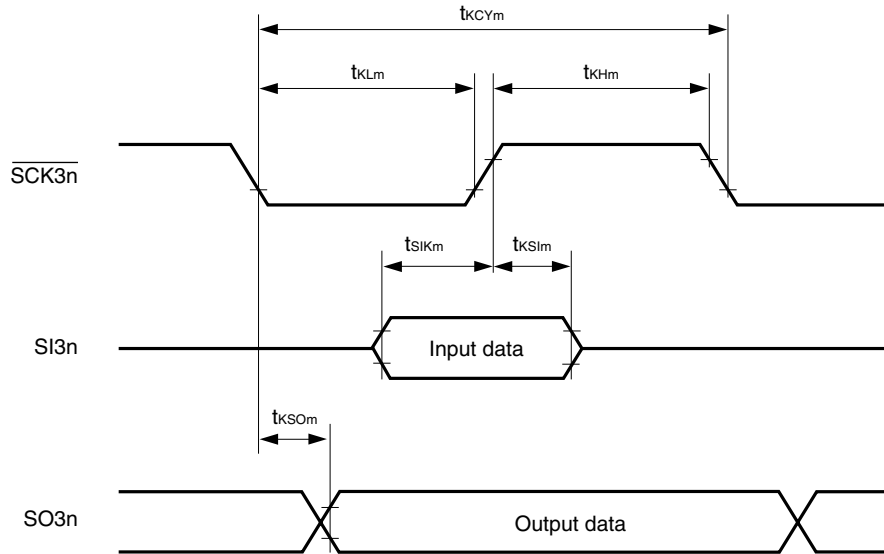 tKCYm
tKLm
tKHm
SCK3n
tSIKm
tKSIm
SI3n
Input data
tKSOm
SO3n
Output data